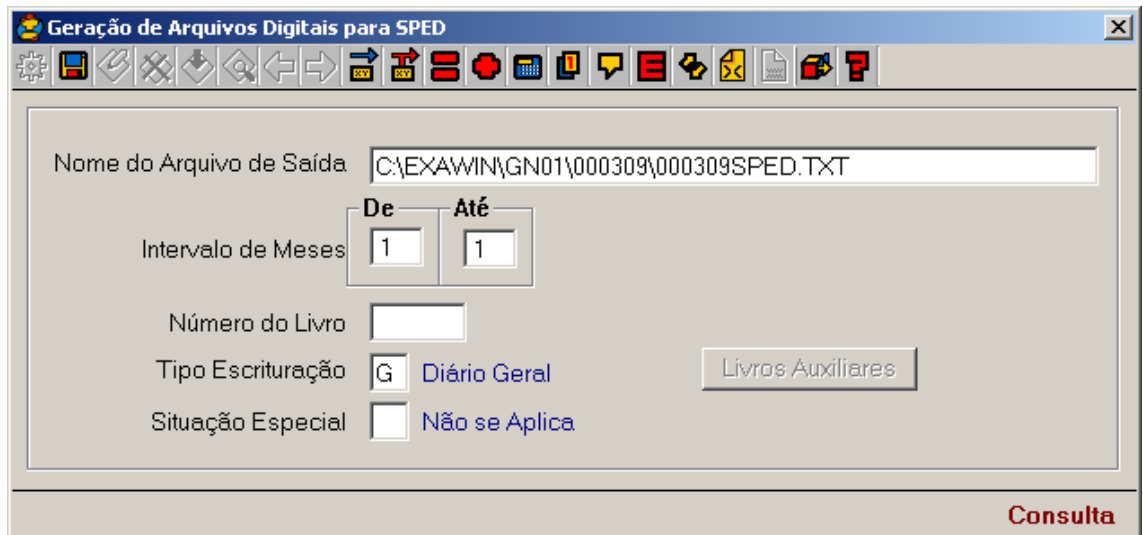 Geração de Arquivos Digitais para SPED
Nome do Arquivo de Saída C:\EXAWIN\GN01\000309\000309SPED.TXT
De Até
Intervalo de Meses 1 1
Número do Livro
Tipo Escrituração G Diário Geral Livros Auxiliares
Situação Especial Não se Aplica
Consulta